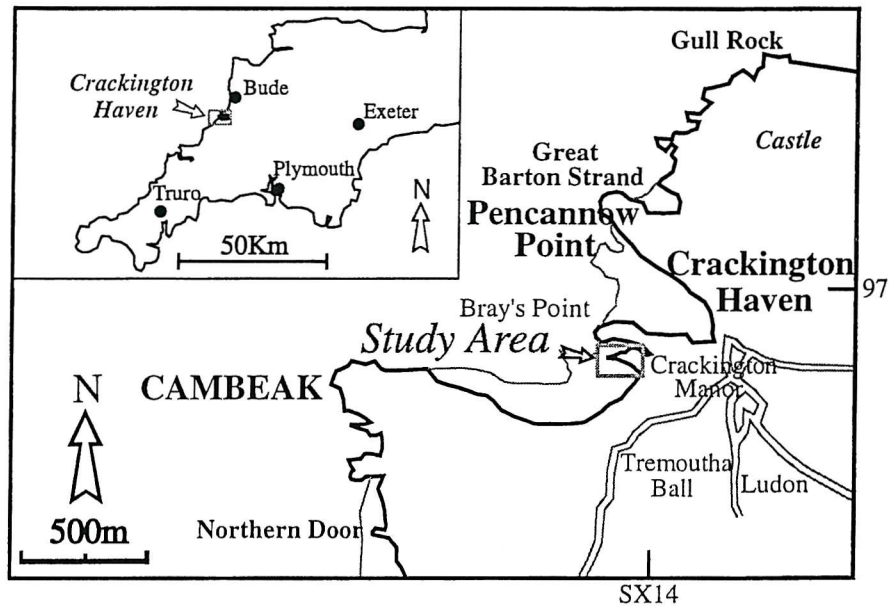 Crackington
Haven
Bude
Exeter
Plymouth
Truro
N
50Km
Gull Rock
Castle
Great
Barton Strand
Pencannow
Point
Crackington
Haven
97
Bray's Point
Study Area
Crackington
Manor
CAMBEAK
N
Tremoutha
Ball
Ludon
500m
Northern Door
SX14